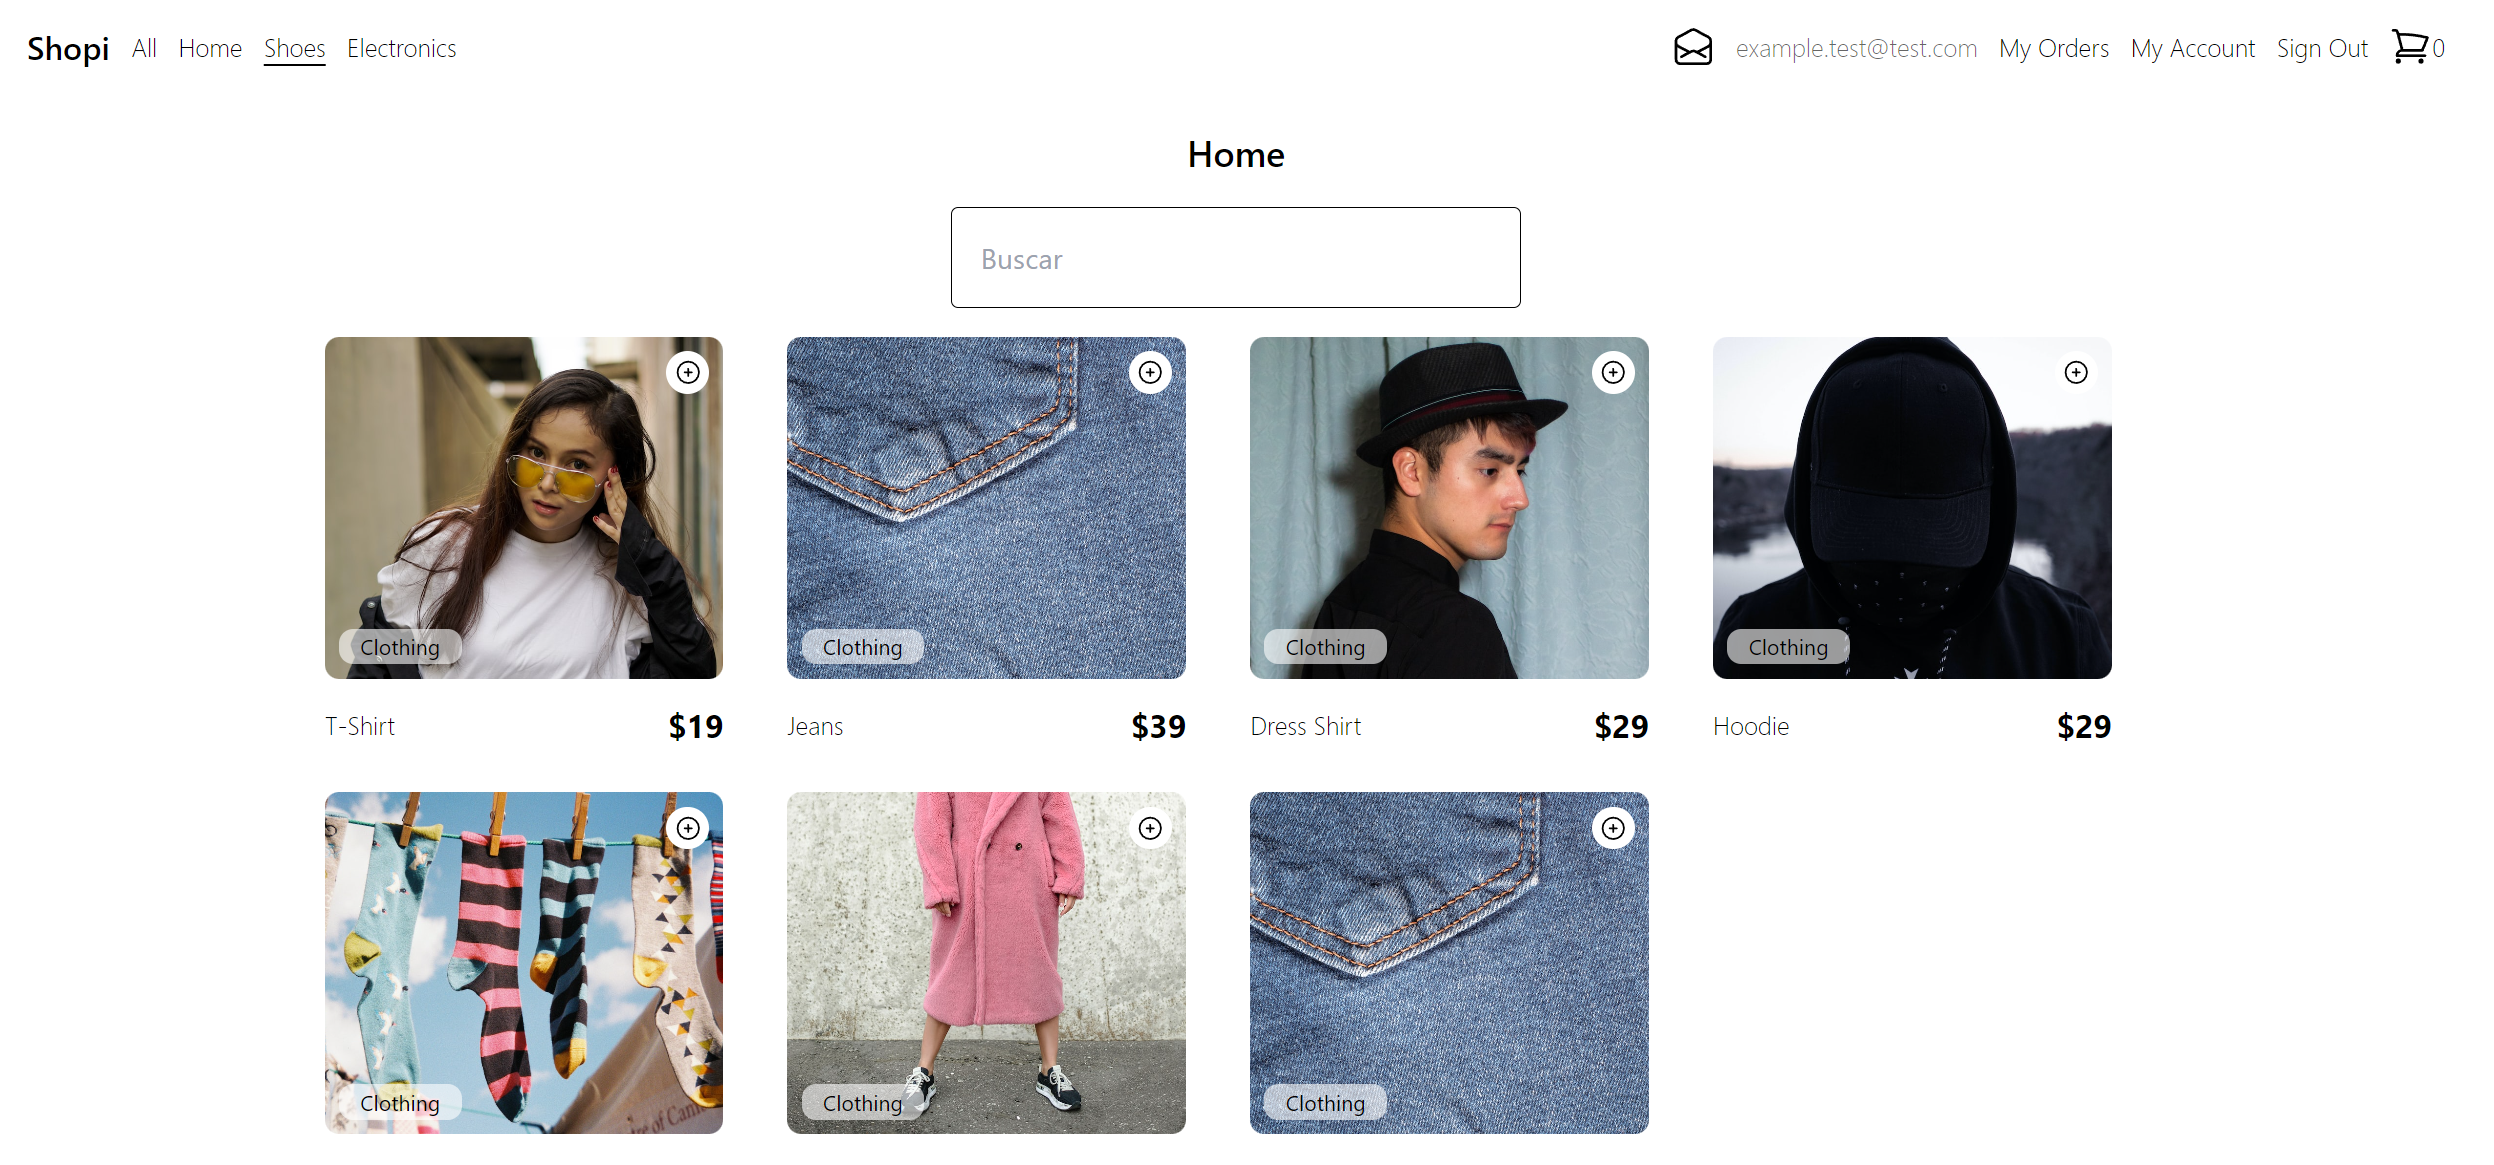 Shopi All Home Shoes Electronics example.test@test.com My Orders My Account Sign Out 0
Home
Buscar
Clothing Clothing Clothing Clothing
T-Shirt $19 Jeans $39 Dress Shirt $29 Hoodie $29
Clothing Clothing Clothing